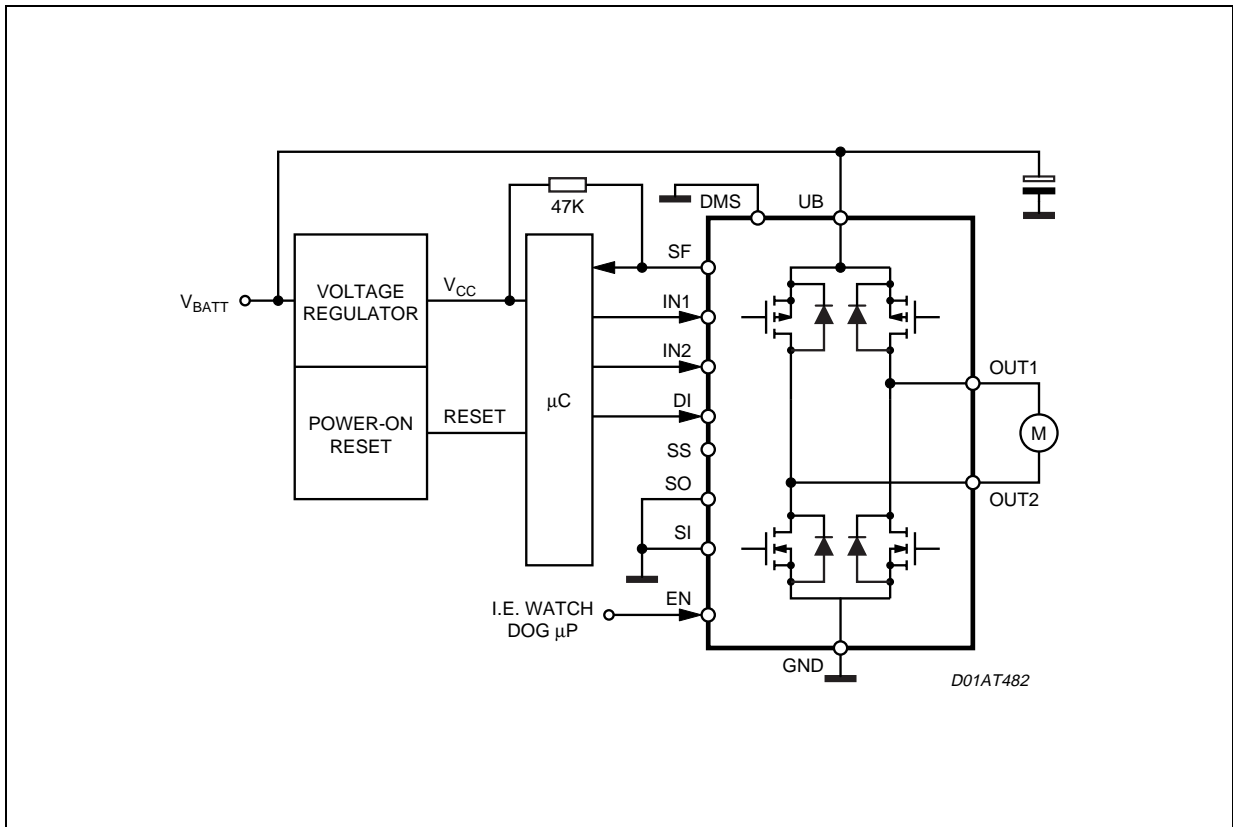 DMS
UB
47K
SF
V_BATT
VOLTAGE
REGULATOR
V_CC
IN1
IN2
OUT1
POWER-ON
RESET
RESET
μC
DI
M
SS
SO
OUT2
SI
EN
I.E. WATCH
DOG μP
GND
D01AT482